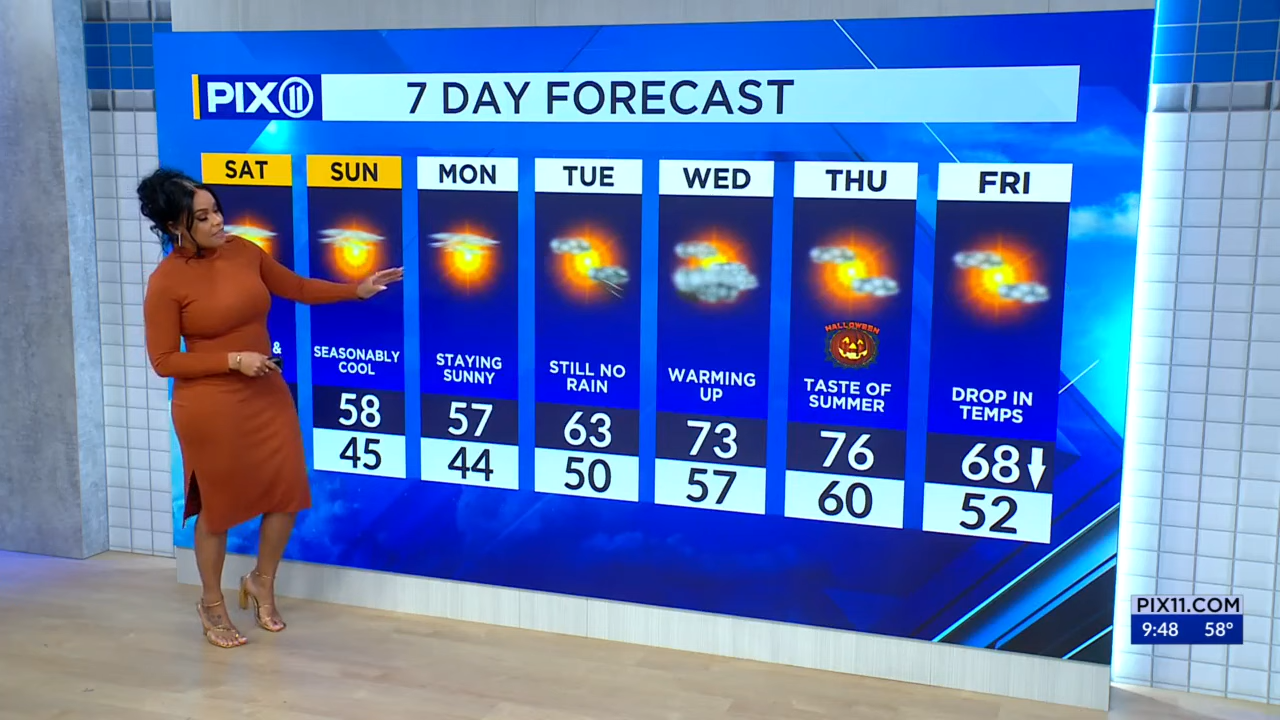 PIX11
7 DAY FORECAST
SAT
SUN
MON
TUE
WED
THU
FRI
HALLOWEEN
&
SEASONABLY
COOL
STAYING
SUNNY
STILL NO
RAIN
WARMING
UP
TASTE OF
SUMMER
DROP IN
TEMPS
58
57
63
73
76
68
45
44
50
57
60
52
PIX11.COM
9:48 58°